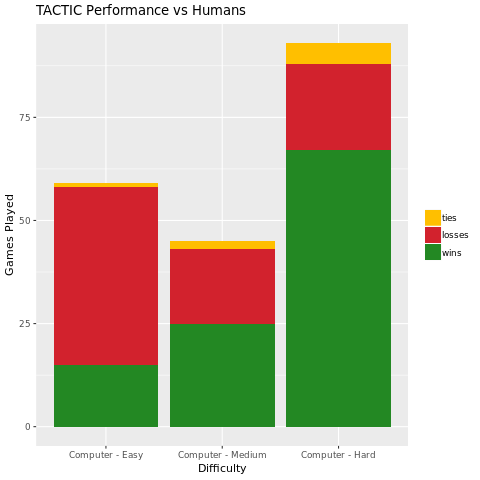 TACTIC Performance vs Humans
Games Played
75
50
25
0
Computer - Easy
Computer - Medium
Computer - Hard
Difficulty
ties
losses
wins